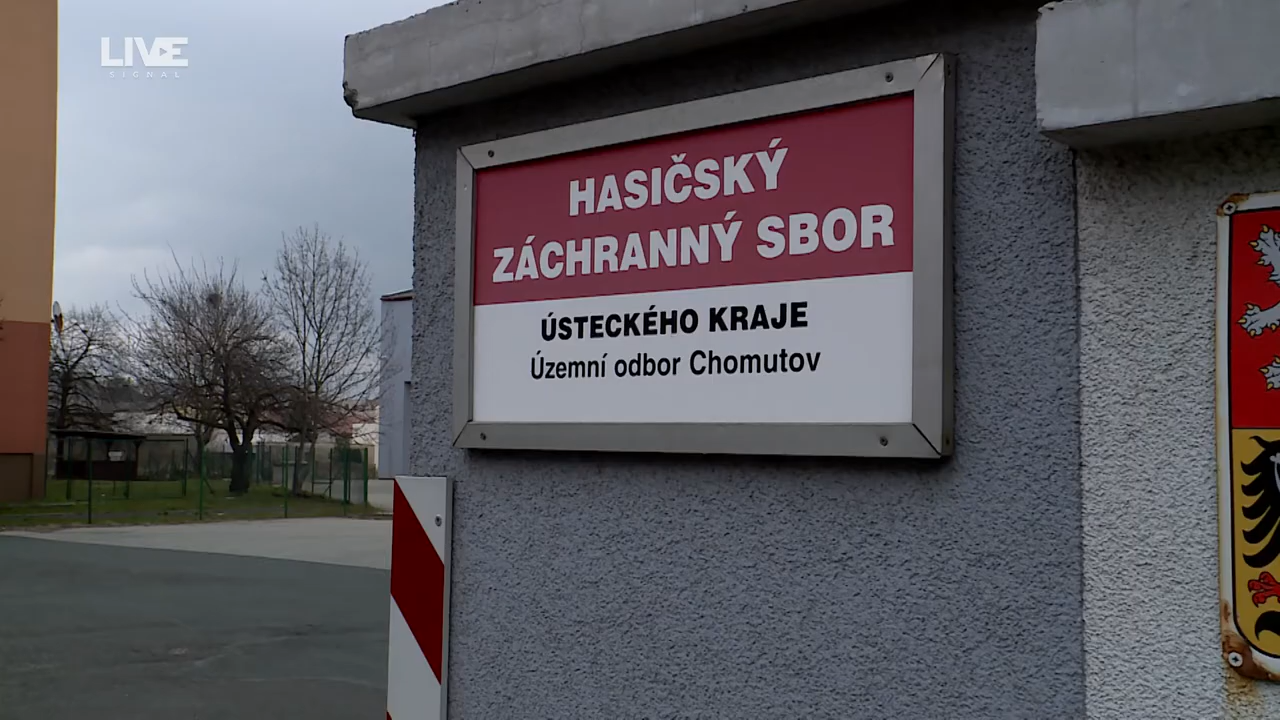 LIVE
SIGNAL
HASIČSKÝ
ZÁCHRANNÝ SBOR
ÚSTECKÉHO KRAJE
Územní odbor Chomutov